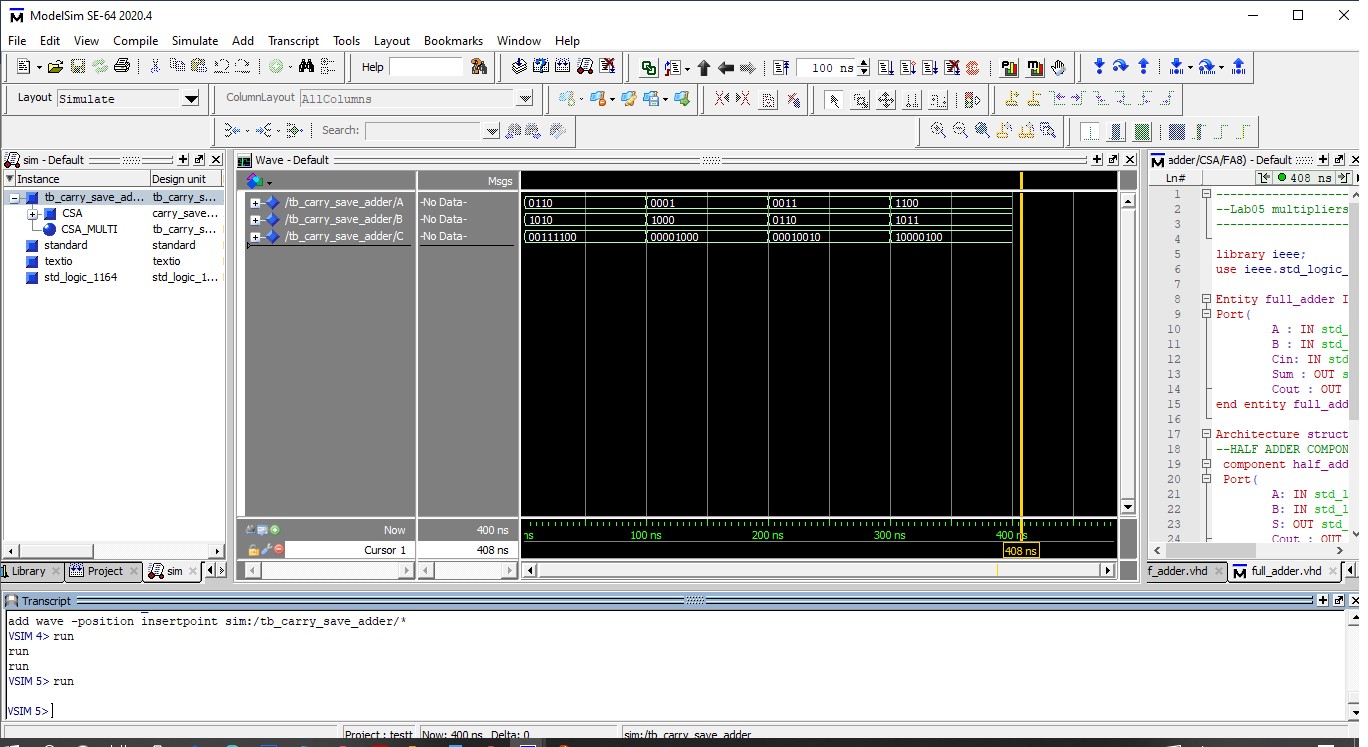 ModelSim SE-64 2020.4
File Edit View Compile Simulate Add Transcript Tools Layout Bookmarks Window Help
Help 100 ns
Layout Simulate ColumnLayout AllColumns
Search:
sim - Default
Instance Design unit
tb_carry_save_ad... tb_carry_s...
CSA carry_save...
CSA_MULTI tb_carry_s...
standard standard
textio textio
std_logic_1164 std_logic_1...
Wave - Default
Msgs
/tb_carry_save_adder/A -No Data- 0110 0001 0011 1100
/tb_carry_save_adder/B -No Data- 1010 1000 0110 1011
/tb_carry_save_adder/C -No Data- 00111100 00001000 00010010 10000100
Now 400 ns ns 100 ns 200 ns 300 ns 400 ns
Cursor 1 408 ns 408 ns
adder/CSA/FA8) - Default
Ln# 408 ns
1 ------------------
2 --Lab05 multipliers
3 ------------------
4
5 library ieee;
6 use ieee.std_logic_
7
8 Entity full_adder I
9 Port(
10 A : IN std_
11 B : IN std_
12 Cin: IN std
13 Sum : OUT s
14 Cout : OUT
15 end entity full_add
16
17 Architecture struct
18 --HALF ADDER COMPON
19 component half_add
20 Port(
21 A: IN std_l
22 B: IN std_l
23 S: OUT std_
24 Cout : OUT
Library Project sim
f_adder.vhd full_adder.vhd
Transcript
add wave -position insertpoint sim:/tb_carry_save_adder/*
VSIM 4> run
run
run
VSIM 5> run
VSIM 5>
Project : testt Now: 400 ns Delta: 0 sim:/tb_carry_save_adder